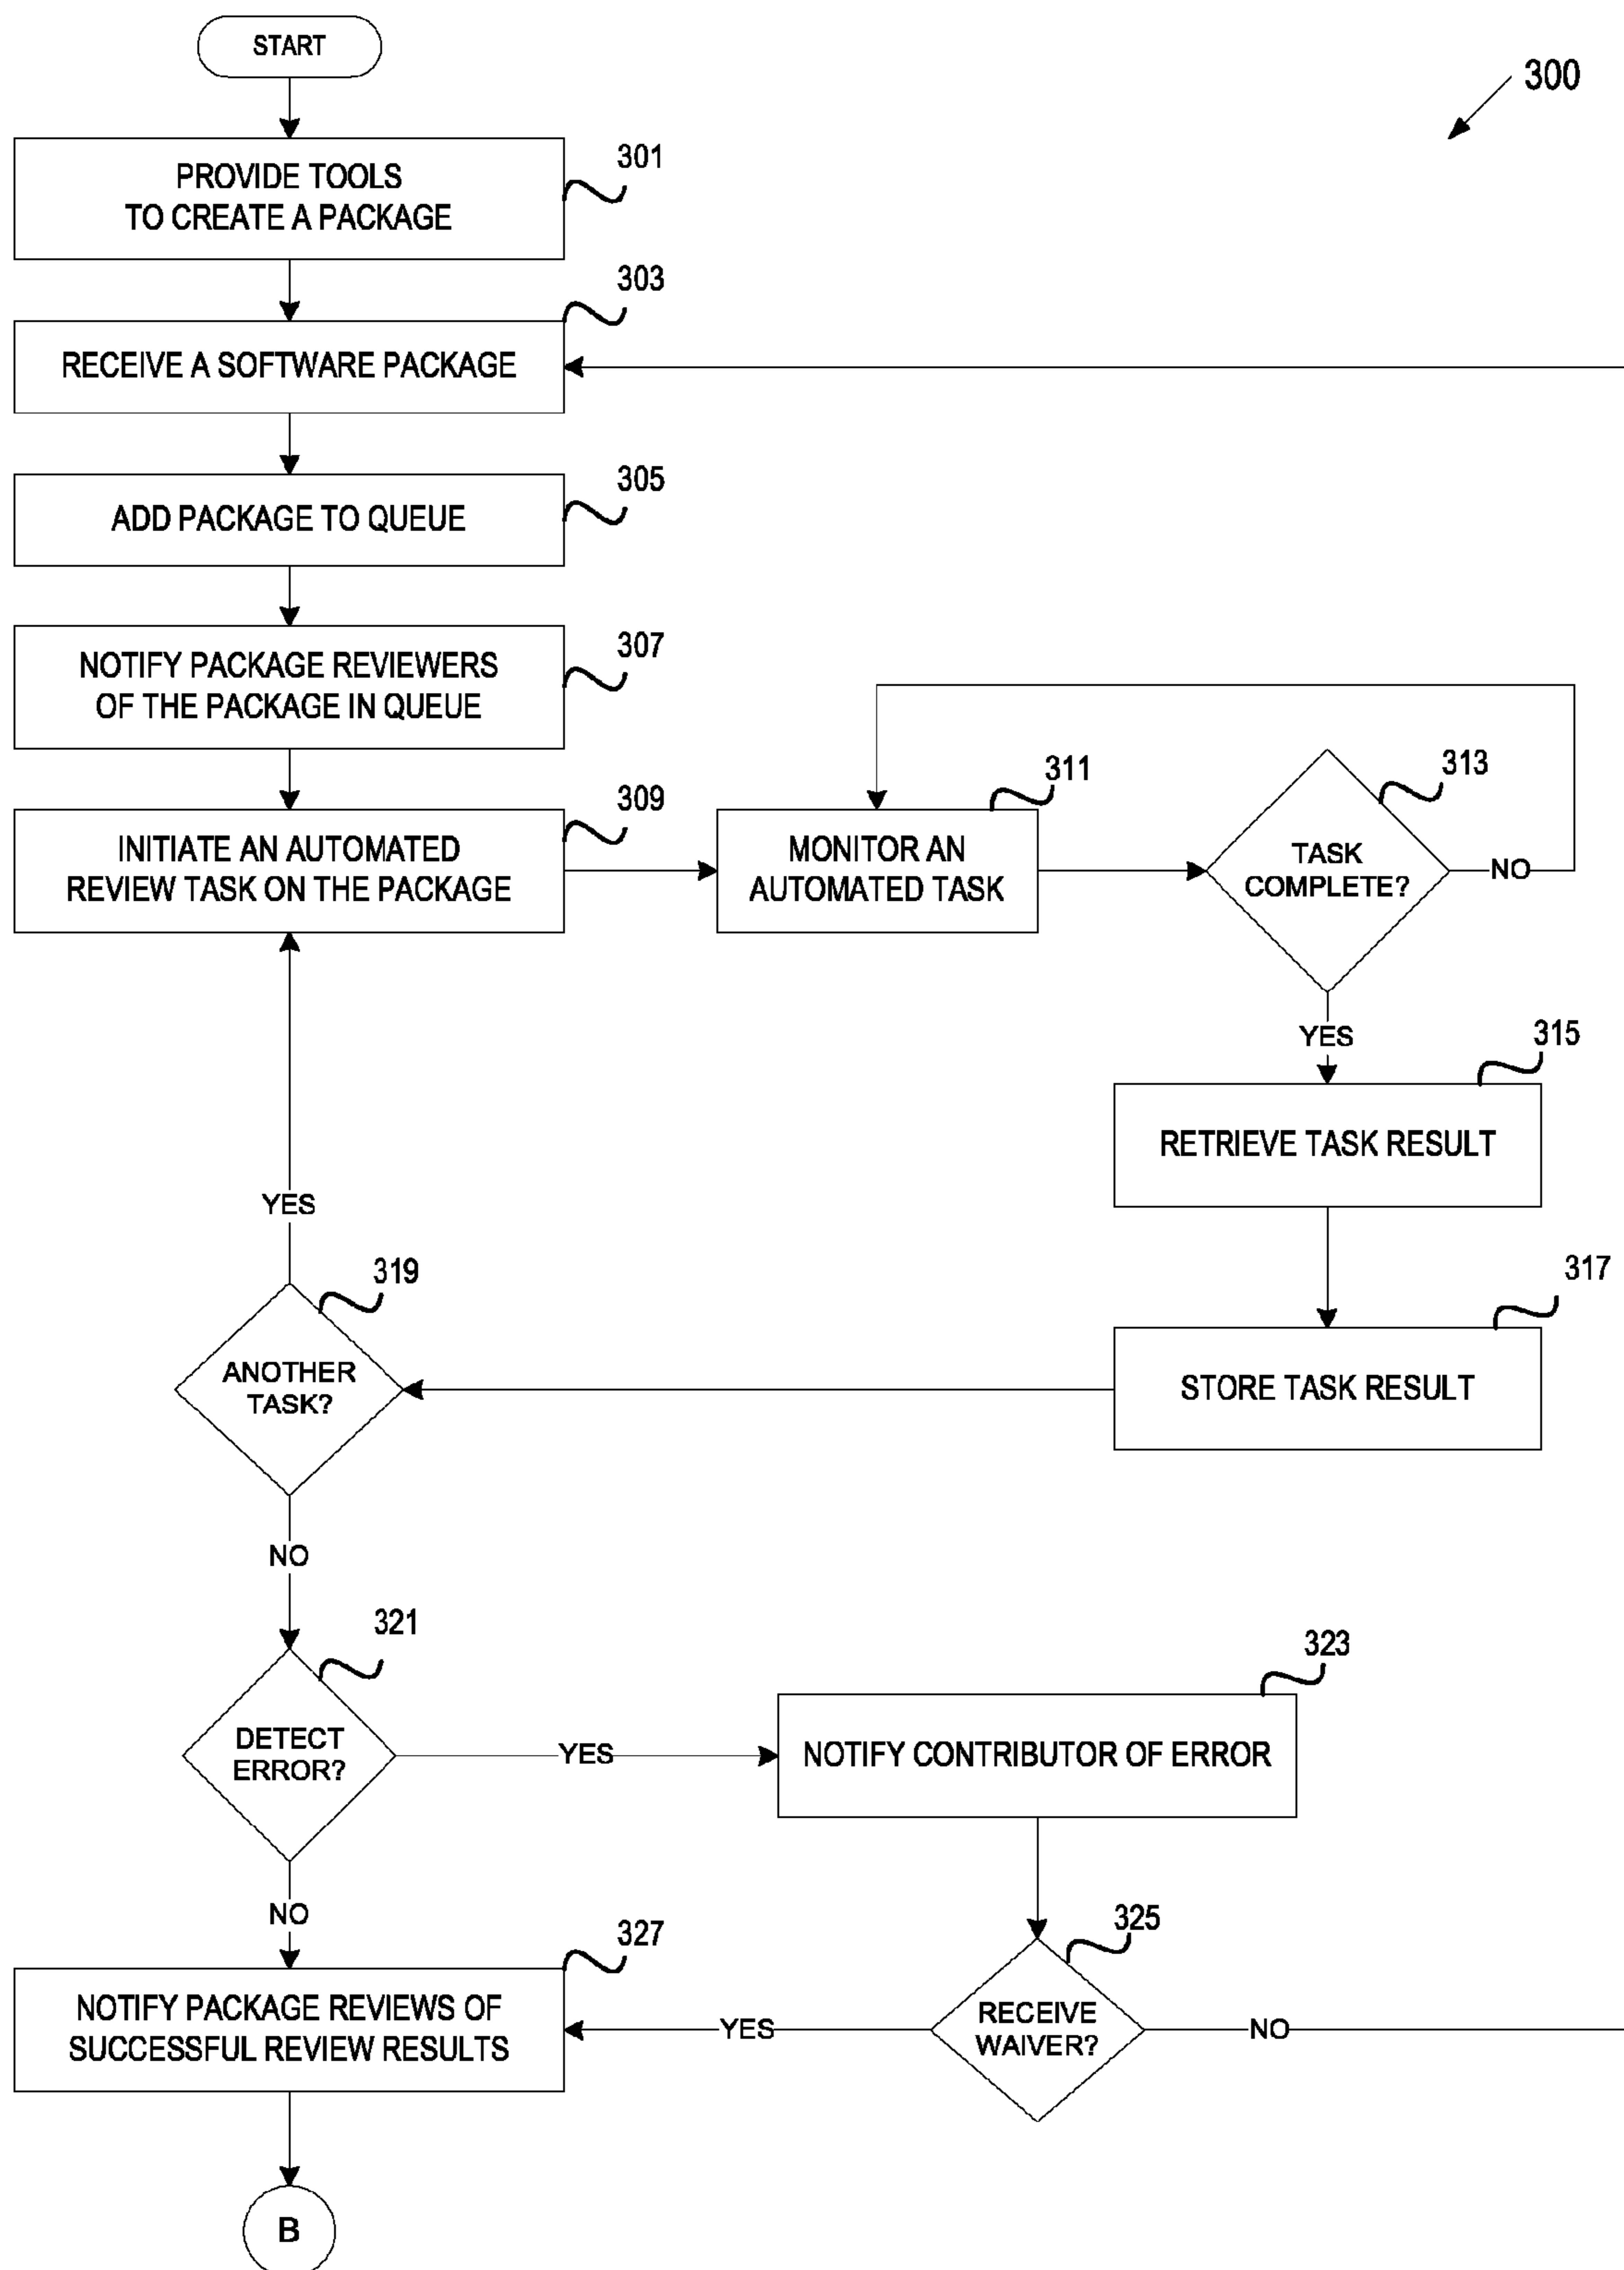 START
300
301
PROVIDE TOOLS
TO CREATE A PACKAGE
303
RECEIVE A SOFTWARE PACKAGE
305
ADD PACKAGE TO QUEUE
307
NOTIFY PACKAGE REVIEWERS
OF THE PACKAGE IN QUEUE
309
INITIATE AN AUTOMATED
REVIEW TASK ON THE PACKAGE
311
MONITOR AN
AUTOMATED TASK
313
TASK
COMPLETE?
NO
YES
315
RETRIEVE TASK RESULT
317
STORE TASK RESULT
YES
319
ANOTHER
TASK?
NO
321
DETECT
ERROR?
YES
323
NOTIFY CONTRIBUTOR OF ERROR
NO
325
RECEIVE
WAIVER?
YES
NO
327
NOTIFY PACKAGE REVIEWS OF
SUCCESSFUL REVIEW RESULTS
B